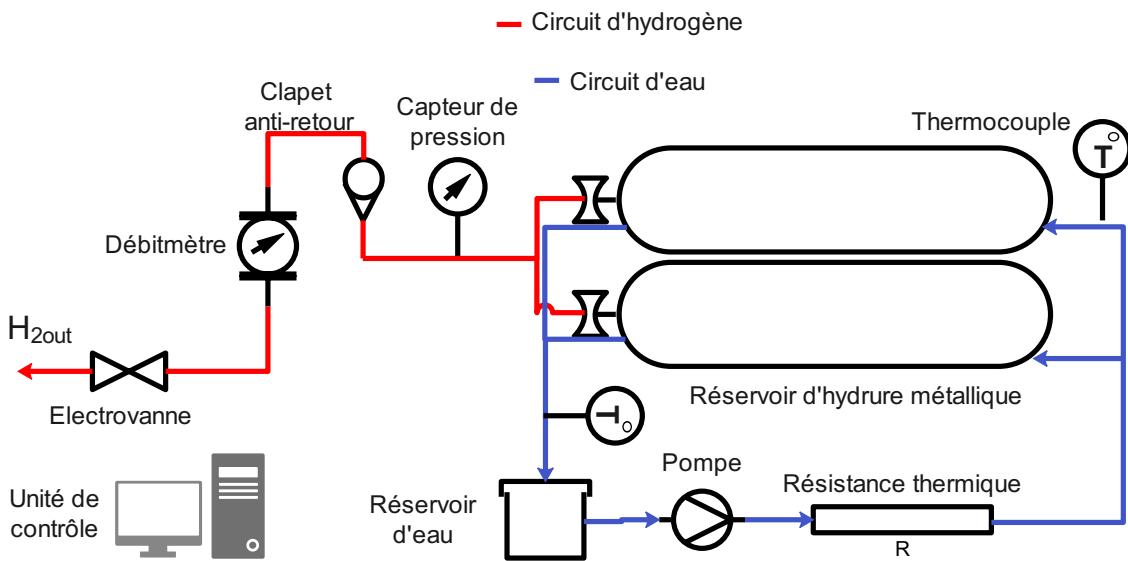 Circuit d'hydrogène
Circuit d'eau
Clapet
anti-retour
Capteur de
pression
Thermocouple
T
Débitmètre
H2out
Electrovanne
Réservoir d'hydrure métallique
T
Unité de
contrôle
Réservoir
d'eau
Pompe
Résistance thermique
R